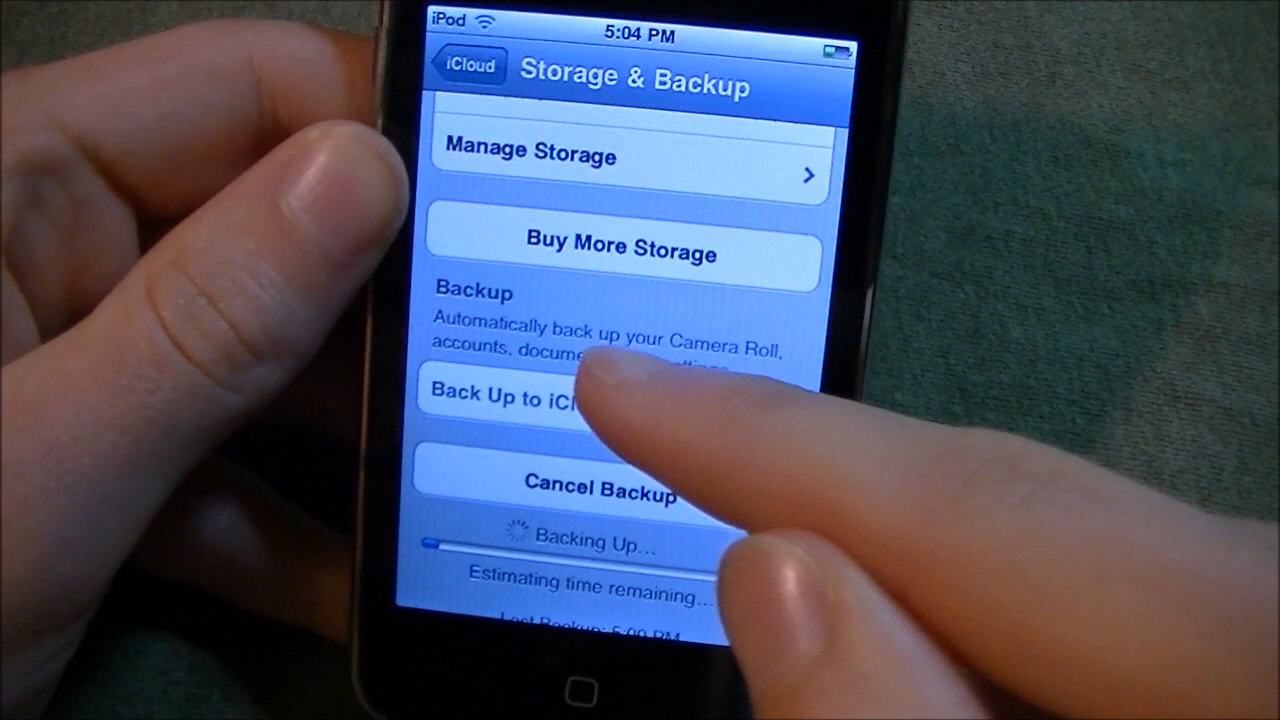 iPod 5:04 PM
iCloud Storage & Backup
Manage Storage
Buy More Storage
Backup
Automatically back up your Camera Roll,
accounts, docume
Back Up to iCl
Cancel Backup
Backing Up...
Estimating time remaining...
Last Backup: 5:00 PM